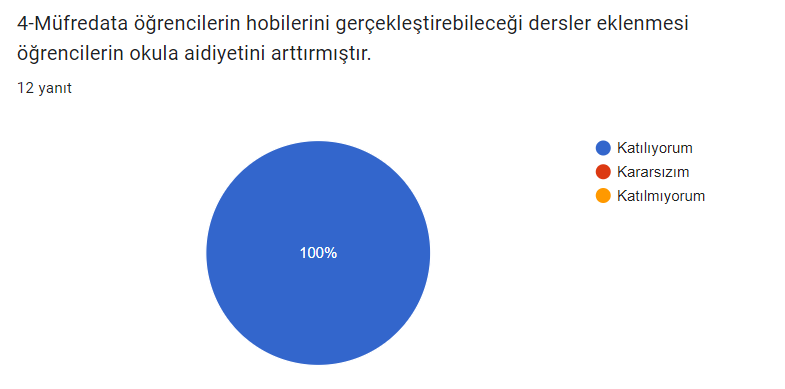 4-Müfredata öğrencilerin hobilerini gerçekleştirebileceği dersler eklenmesi
öğrencilerin okula aidiyetini arttırmıştır.
12 yanıt
Katılıyorum
Kararsızım
Katılmıyorum
100%